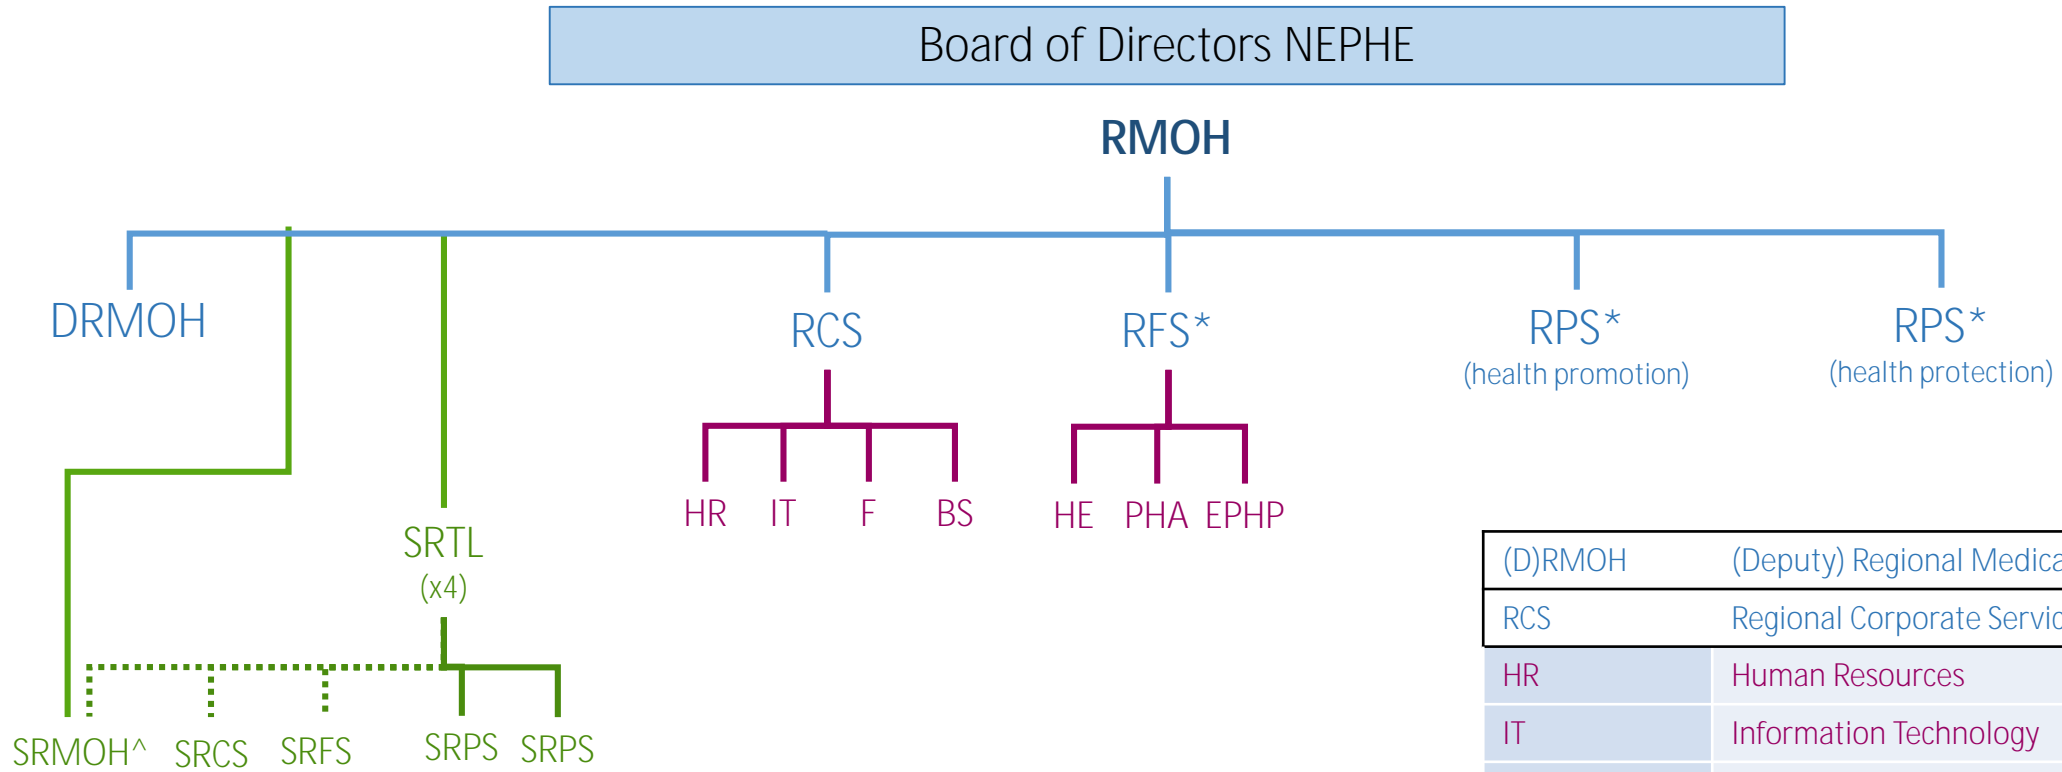 Board of Directors NEPHE
RMOH
DRMOH
RCS
RFS*
RPS*
(health promotion)
RPS*
(health protection)
HR IT F BS
HE PHA EPHP
SRTL
(x4)
SRMOH^ SRCS SRFS SRPS SRPS
(D)RMOH (Deputy) Regional
RCS Regional Corporate
HR Human Resources
IT Information Technology